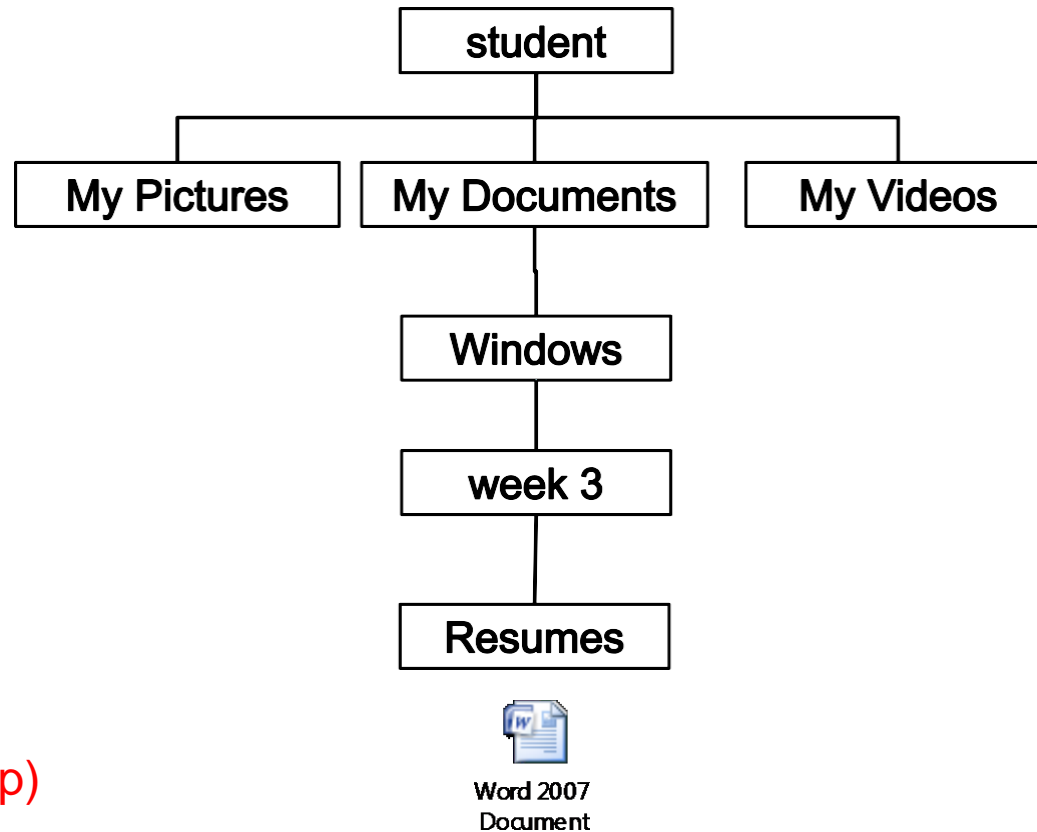 student
My Pictures
My Documents
My Videos
Windows
week 3
Resumes
W
p)
Word 2007
Document